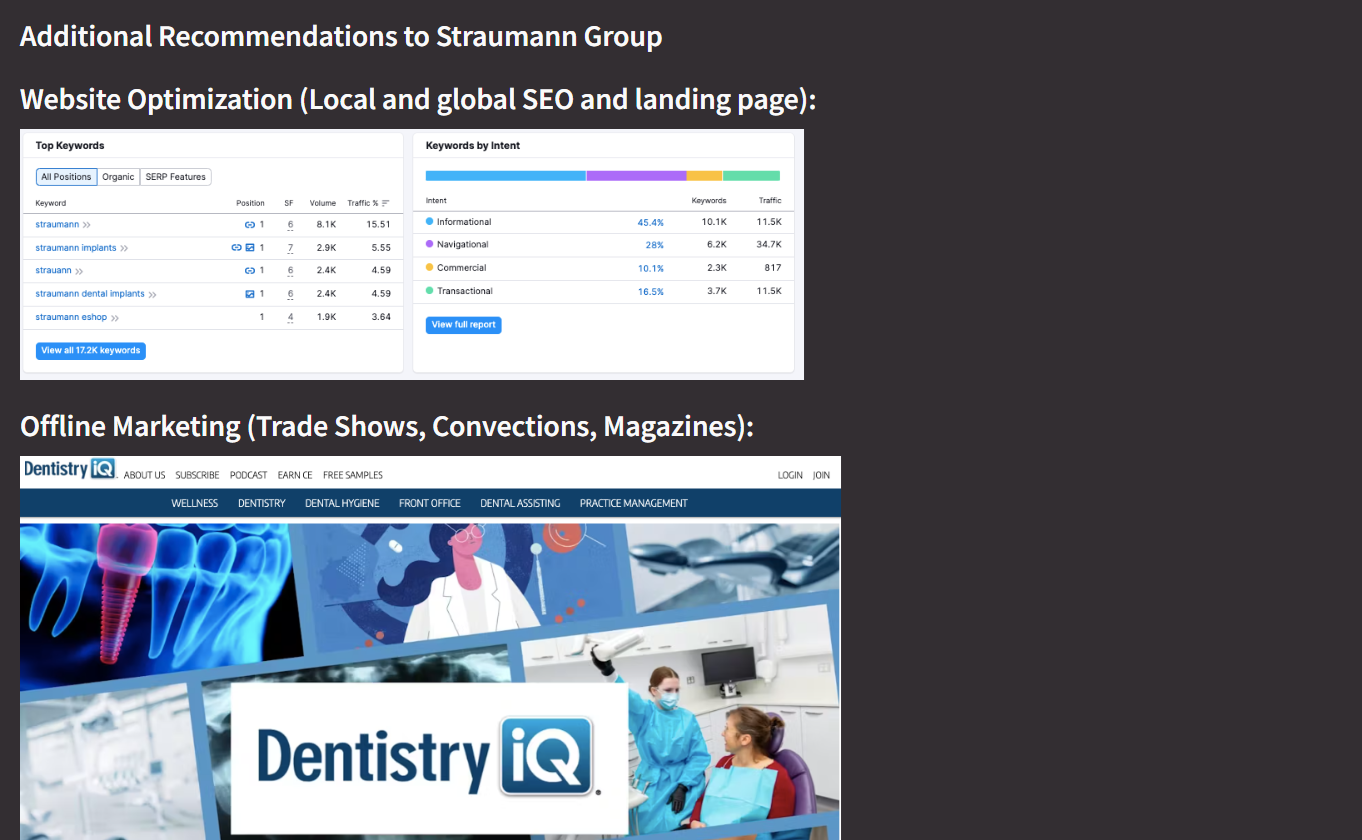 Additional Recommendations to Straumann Group
Website Optimization (Local and global SEO and landing page):
Top Keywords
All Positions Organic SERP Features
Keyword Position SF Volume Traffic %
straumann 1 6 8.1K 15.51
straumann implants 1 7 2.9K 5.55
strauann 1 6 2.4K 4.59
straumann dental implants 1 6 2.4K 4.59
straumann eshop 1 4 1.9K 3.64
View all 17.2K keywords
Keywords by Intent
Intent Keywords Traffic
Informational 45.4% 10.1K 11.5K
Navigational 28% 6.2K 34.7K
Commercial 10.1% 2.3K 817
Transactional 16.5% 3.7K 11.5K
View full report
Offline Marketing (Trade Shows, Convections, Magazines):
Dentistry iQ. ABOUT US SUBSCRIBE PODCAST EARN CE FREE SAMPLES LOGIN JOIN
WELLNESS DENTISTRY DENTAL HYGIENE FRONT OFFICE DENTAL ASSISTING PRACTICE MANAGEMENT
Dentistry iQ.